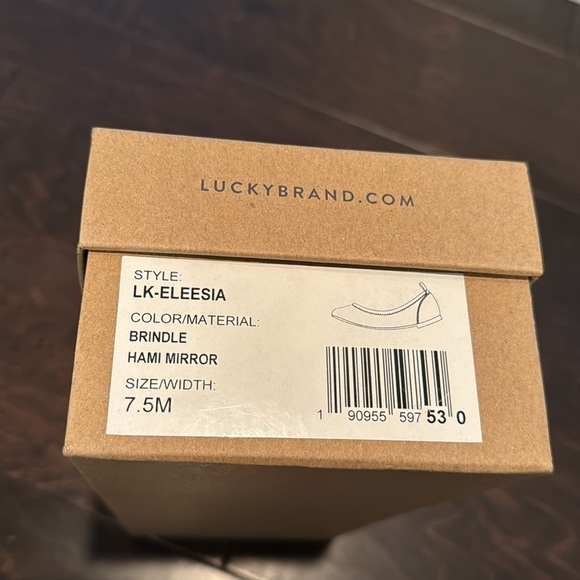 LUCKYBRAND.COM
STYLE:
LK-ELEESIA
COLOR/MATERIAL:
BRINDLE
HAMI MIRROR
SIZE/WIDTH:
7.5M
1 90955 597 53 0